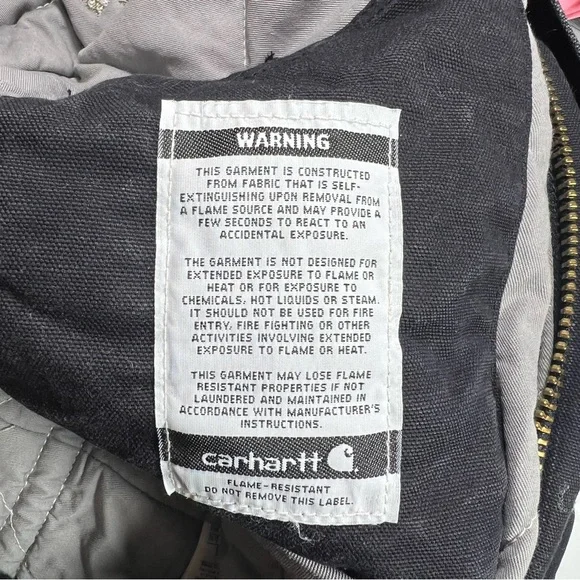 WARNING
THIS GARMENT IS CONSTRUCTED
FROM FABRIC THAT IS SELF-
EXTINGUISHING UPON REMOVAL FROM
A FLAME SOURCE AND MAY PROVIDE A
FEW SECONDS TO REACT TO AN
ACCIDENTAL EXPOSURE.
THE GARMENT IS NOT DESIGNED FOR
EXTENDED EXPOSURE TO FLAME OR
HEAT OR FOR EXPOSURE TO
CHEMICALS, HOT LIQUIDS OR STEAM.
IT SHOULD NOT BE USED FOR FIRE
ENTRY, FIRE FIGHTING OR OTHER
ACTIVITIES INVOLVING EXTENDED
EXPOSURE TO FLAME OR HEAT.
THIS GARMENT MAY LOSE FLAME
RESISTANT PROPERTIES IF NOT
LAUNDERED AND MAINTAINED IN
ACCORDANCE WITH MANUFACTURER'S
INSTRUCTIONS.
carhartt
FLAME-RESISTANT
DO NOT REMOVE THIS LABEL.